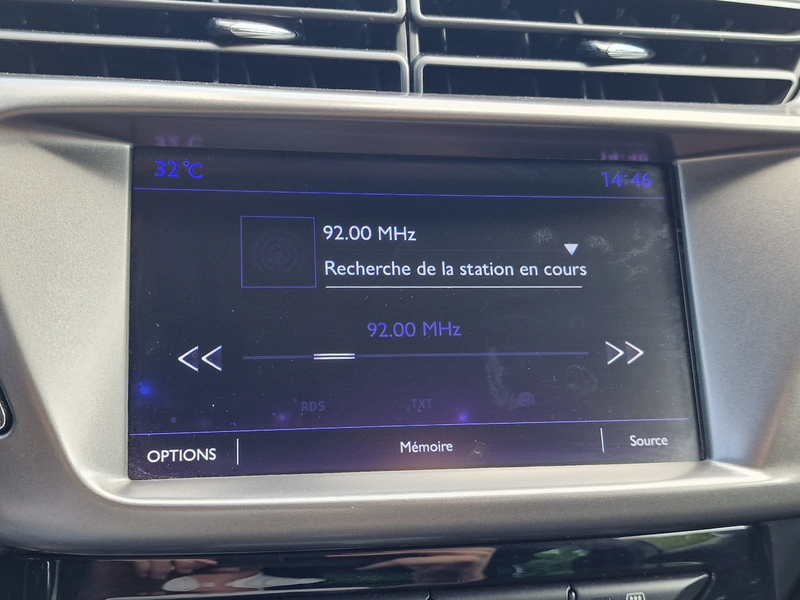 32°C 14:46
92.00 MHz
Recherche de la station en cours
92.00 MHz
RDS TXT
OPTIONS Mémoire Source